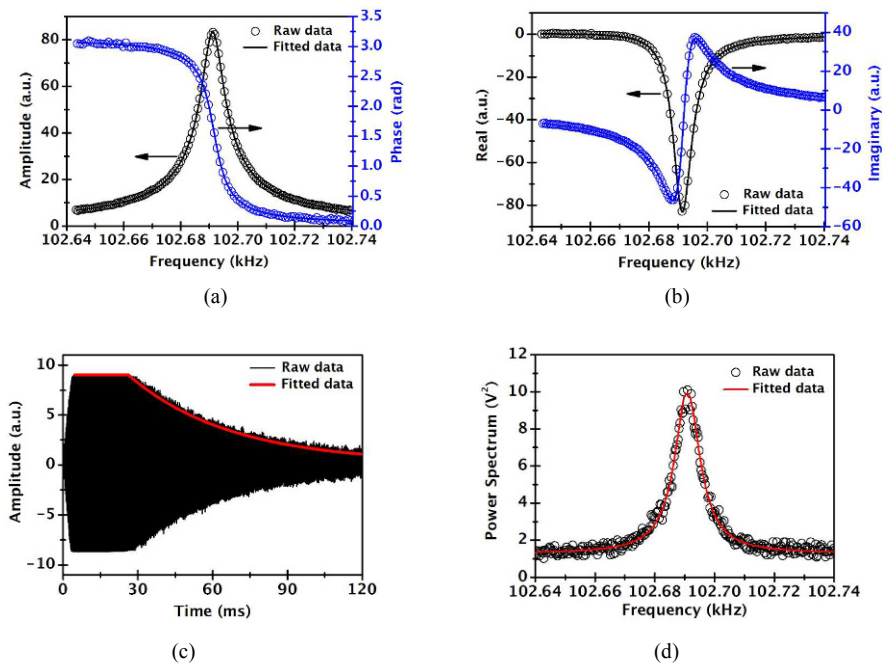 80
60
40
20
0
Amplitude (a.u.)
Raw data
Fitted data
3.5
3.0
2.5
2.0
1.5
1.0
0.5
0.0
Phase (rad)
102.64 102.66 102.68 102.70 102.72 102.74
Frequency (kHz)
(a)
0
-20
-40
-60
-80
Real (a.u.)
Raw data
Fitted data
40
20
0
-20
-40
-60
Imaginary (a.u.)
102.64 102.66 102.68 102.70 102.72 102.74
Frequency (kHz)
(b)
10
5
0
-5
-10
Amplitude (a.u.)
Raw data
Fitted data
0 30 60 90 120
Time (ms)
(c)
12
10
8
6
4
2
0
Power Spectrum (V²)
Raw data
Fitted data
102.64 102.66 102.68 102.70 102.72 102.74
Frequency (kHz)
(d)